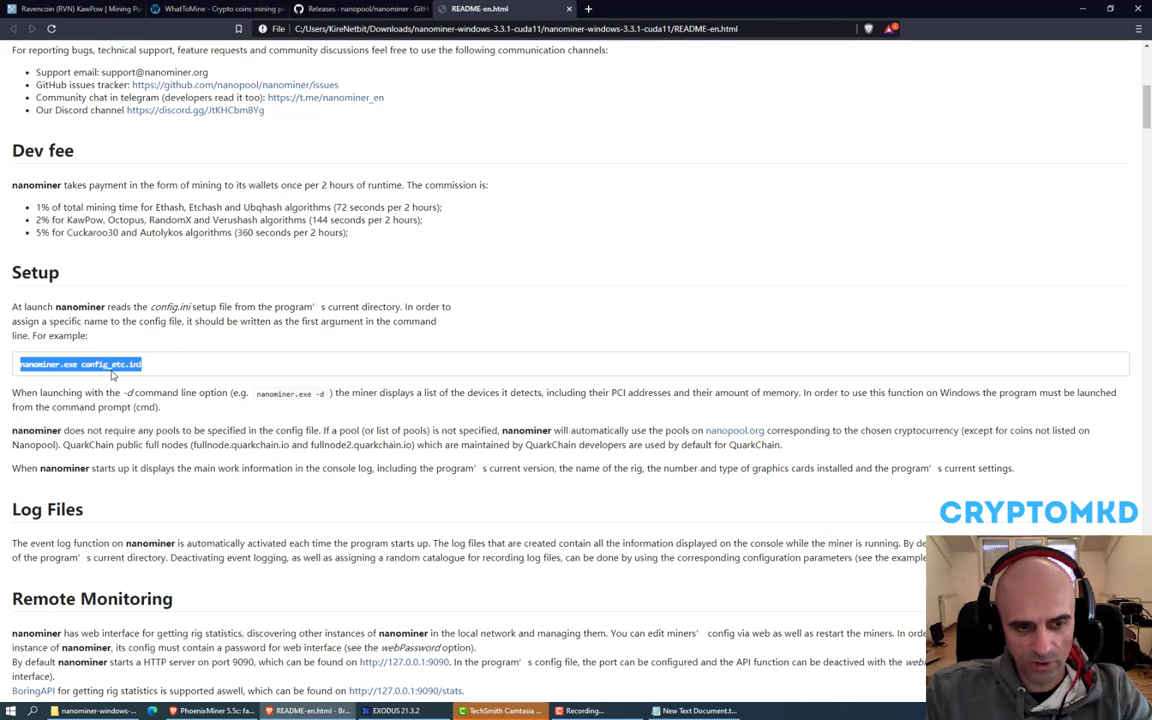 Ravencoin (RVN) KawPow | Mining Po
WhatToMine - Crypto coins mining pr
Releases - nanopool/nanominer - GitH
README-en.html
File
C:/Users/KireNetbit/Downloads/nanominer-windows-3.3.1-cuda11/nanominer-windows-3.3.1-cuda11/README-en.html
For reporting bugs, technical support, feature requests and community discussions feel free to use the following communication channels:
• Support email: support@nanominer.org
• GitHub issues tracker: https://github.com/nanopool/nanominer/issues
• Community chat in telegram (developers read it too): https://t.me/nanominer_en
• Our Discord channel https://discord.gg/JtKHCbm8Yg
Dev fee
nanominer takes payment in the form of mining to its wallets once per 2 hours of runtime. The commission is:
• 1% of total mining time for Ethash, Etchash and Ubqhash algorithms (72 seconds per 2 hours);
• 2% for KawPow, Octopus, RandomX and Verushash algorithms (144 seconds per 2 hours);
• 5% for Cuckaroo30 and Autolykos algorithms (360 seconds per 2 hours);
Setup
At launch nanominer reads the config.ini setup file from the program's current directory. In order to
assign a specific name to the config file, it should be written as the first argument in the command
line. For example:
nanominer.exe config_etc.ini
When launching with the -d command line option (e.g. nanominer.exe -d ) the miner displays a list of the devices it detects, including their PCI addresses and their amount of memory. In order to use this function on Windows the program must be launched
from the command prompt (cmd).
nanominer does not require any pools to be specified in the config file. If a pool (or list of pools) is not specified, nanominer will automatically use the pools on nanopool.org corresponding to the chosen cryptocurrency (except for coins not listed on
Nanopool). QuarkChain public full nodes (fullnode.quarkchain.io and fullnode2.quarkchain.io) which are maintained by QuarkChain developers are used by default for QuarkChain.
When nanominer starts up it displays the main work information in the console log, including the program's current version, the name of the rig, the number and type of graphics cards installed and the program's current settings.
CRYPTOMKD
Log Files
The event log function on nanominer is automatically activated each time the program starts up. The log files that are created contain all the information displayed on the console while the miner is running. By de
of the program's current directory. Deactivating event logging, as well as assigning a random catalogue for recording log files, can be done by using the corresponding configuration parameters (see the example
Remote Monitoring
nanominer has web interface for getting rig statistics, discovering other instances of nanominer in the local network and managing them. You can edit miners' config via web as well as restart the miners. In orde
instance of nanominer, its config must contain a password for web interface (see the webPassword option).
By default nanominer starts a HTTP server on port 9090, which can be found on http://127.0.0.1:9090. In the program's config file, the port can be configured and the API function can be deactived with the web
interface).
BoringAPI for getting rig statistics is supported aswell, which can be found on http://127.0.0.1:9090/stats.
nanominer-windows-...
PhoenixMiner 5.5c: fa...
README-en.html - Br...
EXODUS 21.3.2
TechSmith Camtasia ...
Recording...
New Text Document.t...